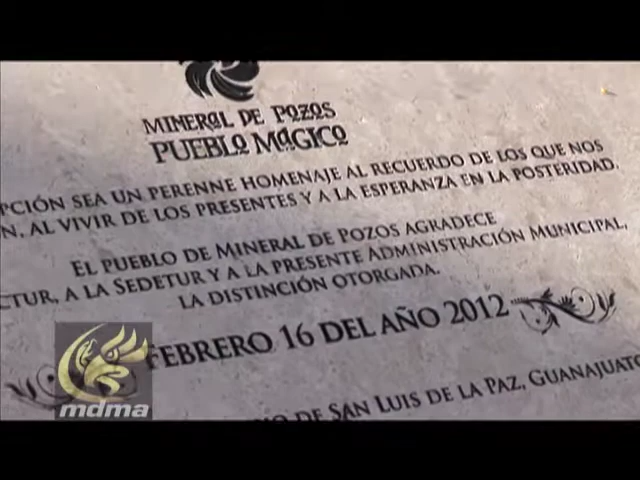 MINERAL DE POZOS
PUEBLO MÁGICO
PCIÓN SEA UN PERENNE HOMENAJE AL RECUERDO DE LOS QUE NOS
N, AL VIVIR DE LOS PRESENTES Y A LA ESPERANZA EN LA POSTERIDAD.
EL PUEBLO DE MINERAL DE POZOS AGRADECE
CTUR, A LA SEDETUR Y A LA PRESENTE ADMINISTRACIÓN MUNICIPAL,
LA DISTINCIÓN OTORGADA.
FEBRERO 16 DEL AÑO 2012
DE SAN LUIS DE LA PAZ, GUANAJUATO
mdma